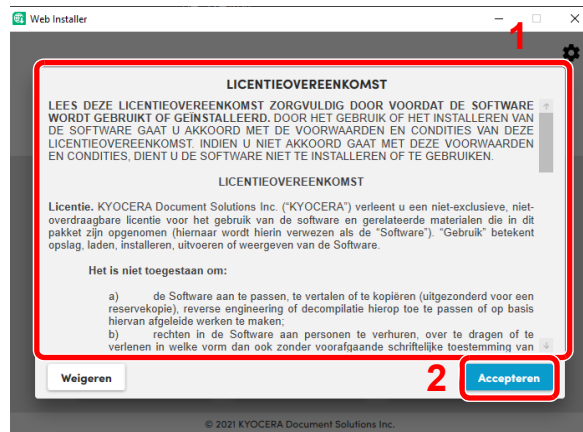 Web Installer
1
LICENTIEOVEREENKOMST
LEES DEZE LICENTIEOVEREENKOMST ZORGVULDIG DOOR VOORDAT DE SOFTWARE
WORDT GEBRUIKT OF GEÏNSTALLEERD. DOOR HET GEBRUIK OF HET INSTALLEREN VAN
DE SOFTWARE GAAT U AKKOORD MET DE VOORWAARDEN EN CONDITIES VAN DEZE
LICENTIEOVEREENKOMST. INDIEN U NIET AKKOORD GAAT MET DEZE VOORWAARDEN
EN CONDITIES, DIENT U DE SOFTWARE NIET TE INSTALLEREN OF TE GEBRUIKEN.
LICENTIEOVEREENKOMST
Licentie. KYOCERA Document Solutions Inc. (“KYOCERA”) verleent u een niet-exclusieve, niet-
overdraagbare licentie voor het gebruik van de software en gerelateerde materialen die in dit
pakket zijn opgenomen (hiernaar wordt hierin verwezen als de “Software”). “Gebruik” betekent
opslag, laden, installeren, uitvoeren of weergeven van de Software.
Het is niet toegestaan om:
a) de Software aan te passen, te vertalen of te kopiëren (uitgezonderd voor een
reservekopie), reverse engineering of decompilatie hierop toe te passen of op basis
hiervan afgeleide werken te maken;
b) rechten in de Software aan personen te verhuren, over te dragen of te
verlenen in welke vorm dan ook zonder voorafgaande schriftelijke toestemming van
Weigeren
2
Accepteren
© 2021 KYOCERA Document Solutions Inc.